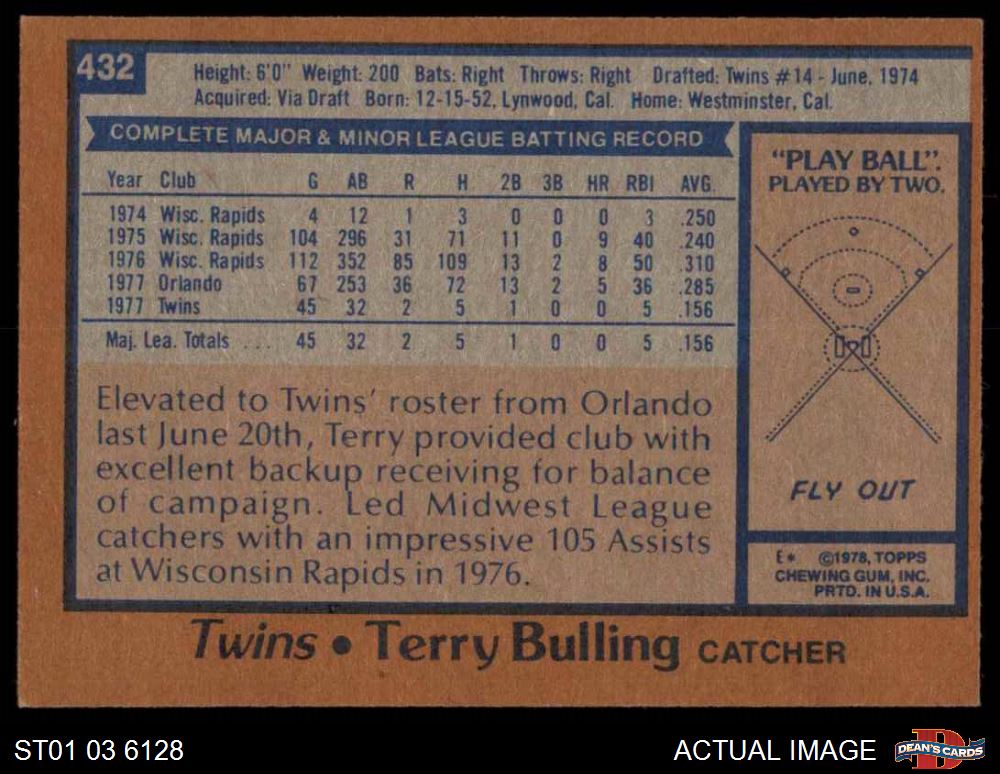 432
Height: 6'0" Weight: 200 Bats: Right Throws: Right Drafted: Twins #14 - June, 1974
Acquired: Via Draft Born: 12-15-52, Lynwood, Cal. Home: Westminster, Cal.
COMPLETE MAJOR & MINOR LEAGUE BATTING RECORD
Year Club G AB R H 2B 3B HR RBI AVG.
1974 Wisc. Rapids 4 12 1 3 0 0 0 3 .250
1975 Wisc. Rapids 104 296 31 71 11 0 9 40 .240
1976 Wisc. Rapids 112 352 85 109 13 2 8 50 .310
1977 Orlando 67 253 36 72 13 2 5 36 .285
1977 Twins 45 32 2 5 1 0 0 5 .156
Maj. Lea. Totals ... 45 32 2 5 1 0 0 5 .156
Elevated to Twins' roster from Orlando
last June 20th, Terry provided club with
excellent backup receiving for balance
of campaign. Led Midwest League
catchers with an impressive 105 Assists
at Wisconsin Rapids in 1976.
"PLAY BALL".
PLAYED BY TWO.
FLY OUT
E* ©1978, TOPPS
CHEWING GUM, INC.
PRTD. IN U.S.A.
Twins • Terry Bulling CATCHER
ST01 03 6128
ACTUAL IMAGE
D
DEAN'S CARDS